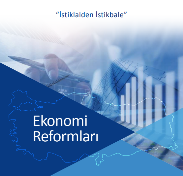 "İstiklalden İstikbale"
Ekonomi
Reformları